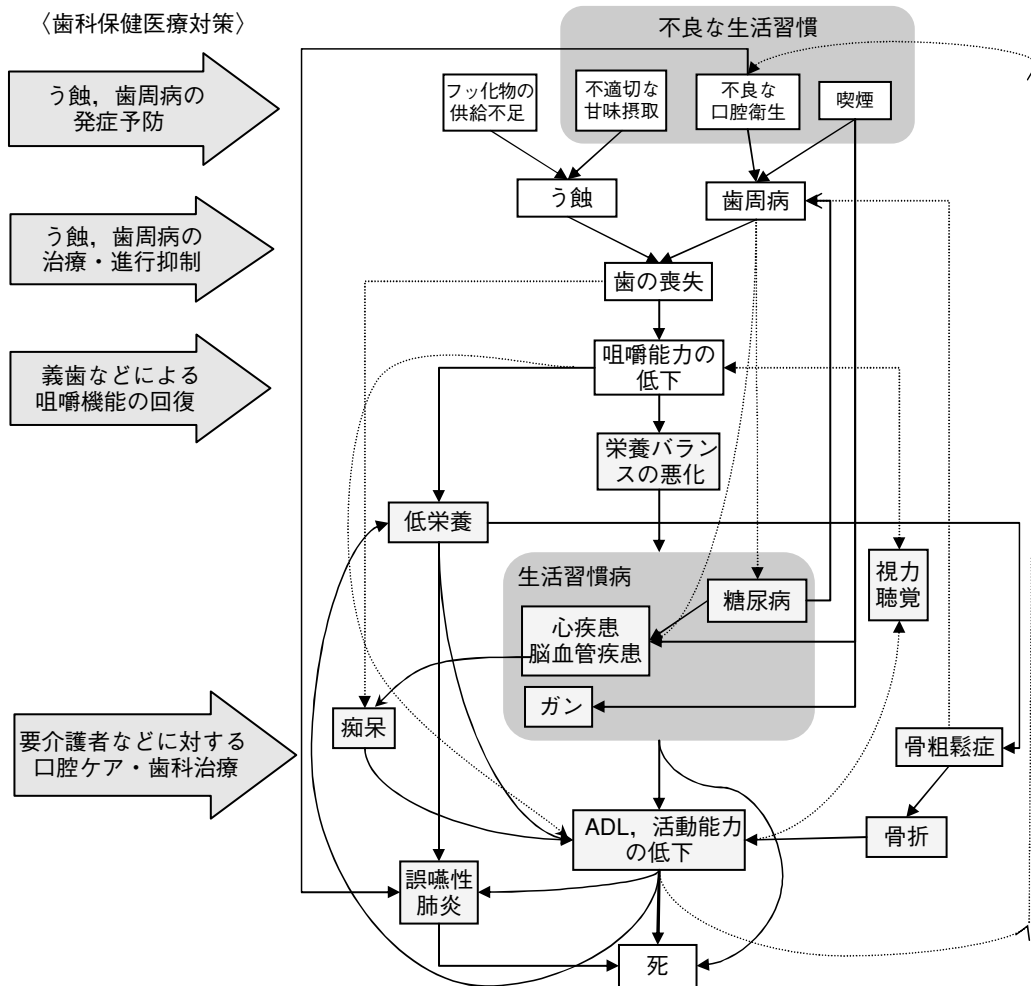 〈歯科保健医療対策〉
不良な生活習慣
う蝕，歯周病の
発症予防
フッ化物の
供給不足
不適切な
甘味摂取
不良な
口腔衛生
喫煙
う蝕
歯周病
う蝕，歯周病の
治療・進行抑制
歯の喪失
義歯などによる
咀嚼機能の回復
咀嚼能力の
低下
栄養バラン
スの悪化
低栄養
生活習慣病
糖尿病
視力
聴覚
心疾患
脳血管疾患
ガン
痴呆
骨粗鬆症
要介護者などに対する
口腔ケア・歯科治療
ADL，活動能力
の低下
骨折
誤嚥性
肺炎
死